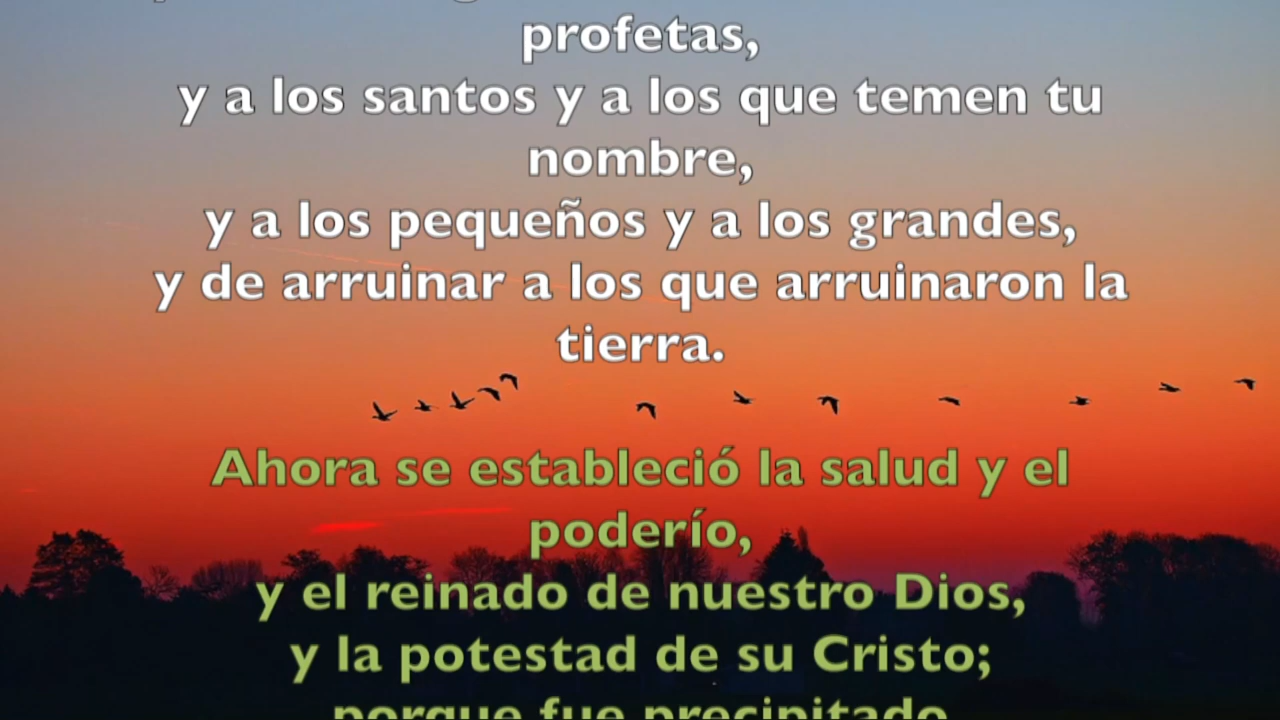 profetas,
y a los santos y a los que temen tu
nombre,
y a los pequeños y a los grandes,
y de arruinar a los que arruinaron la
tierra.
Ahora se estableció la salud y el
poderío,
y el reinado de nuestro Dios,
y la potestad de su Cristo;
porque fue precipitado